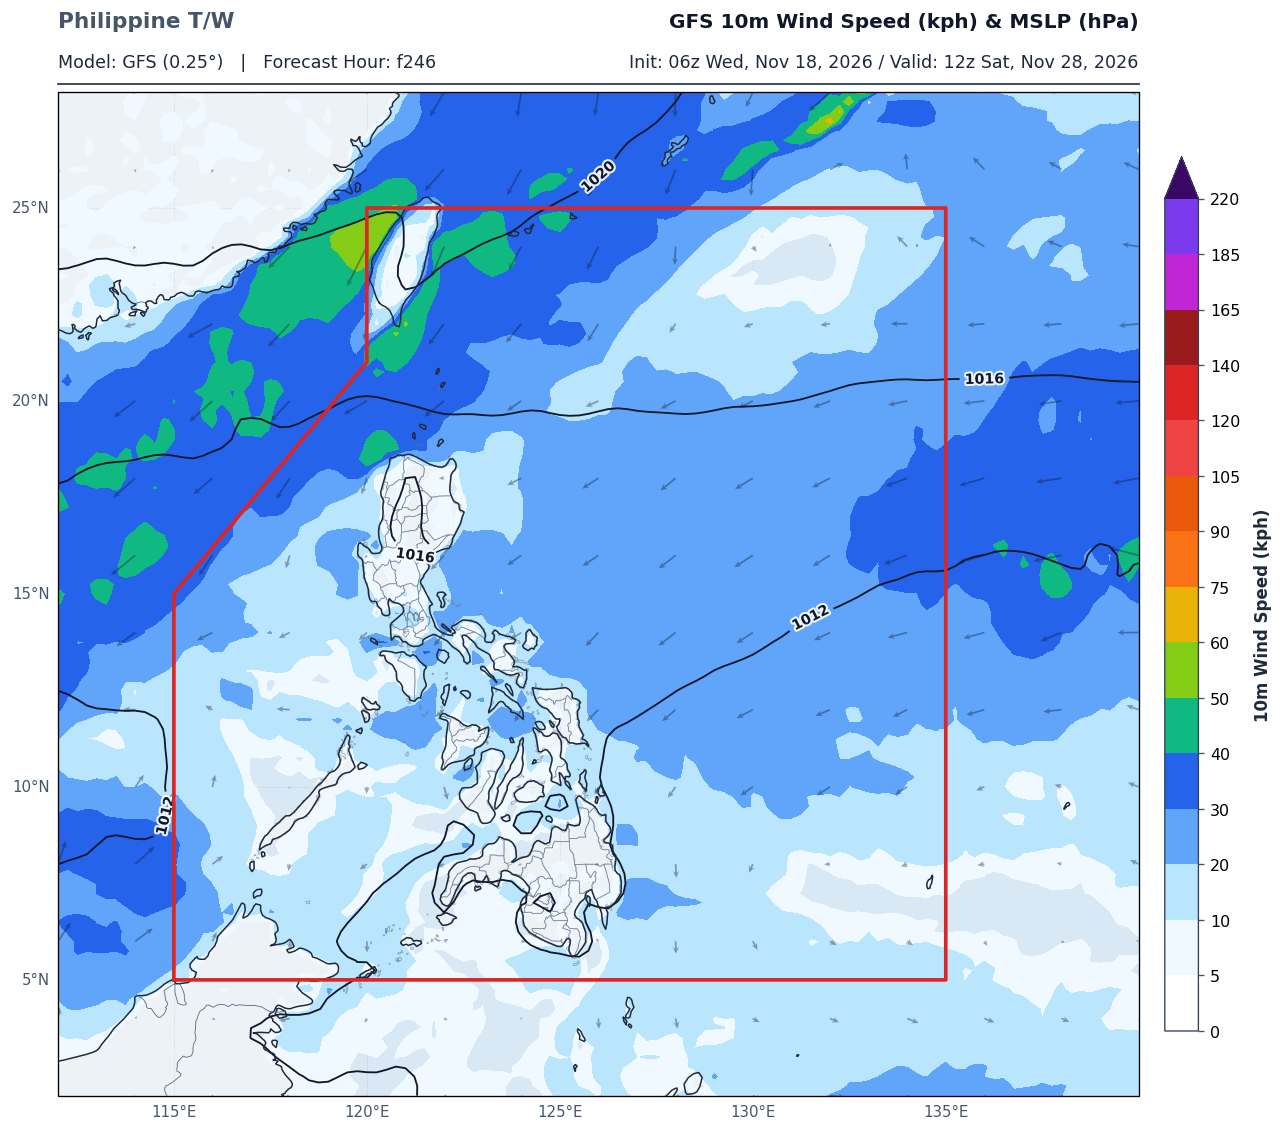 Philippine T/W
GFS 10m Wind Speed (kph) & MSLP (hPa)
Model: GFS (0.25°)   |   Forecast Hour: f246
Init: 06z Wed, Nov 18, 2026 / Valid: 12z Sat, Nov 28, 2026
1020
1016
1016
1012
1012
25°N
20°N
15°N
10°N
5°N
115°E
120°E
125°E
130°E
135°E
220
185
165
140
120
105
90
75
60
50
40
30
20
10
5
0
10m Wind Speed (kph)